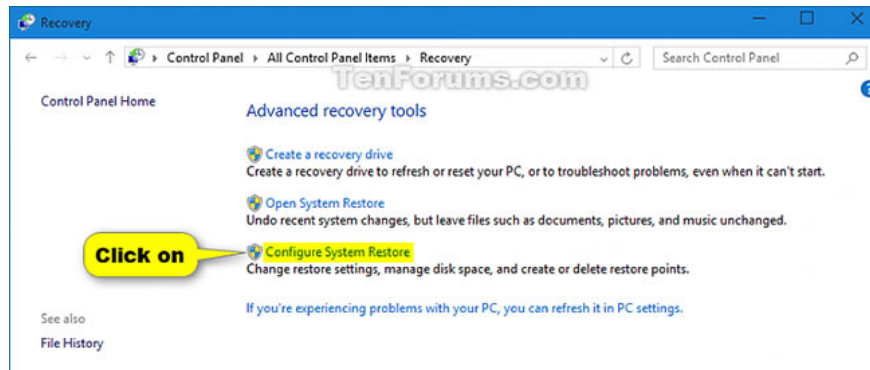 Recovery
Control Panel › All Control Panel Items › Recovery
Search Control Panel
TenForums.com
Control Panel Home
Advanced recovery tools
Create a recovery drive
Create a recovery drive to refresh or reset your PC, or to troubleshoot problems, even when it can't start.
Open System Restore
Undo recent system changes, but leave files such as documents, pictures, and music unchanged.
Click on
Configure System Restore
Change restore settings, manage disk space, and create or delete restore points.
If you're experiencing problems with your PC, you can refresh it in PC settings.
See also
File History